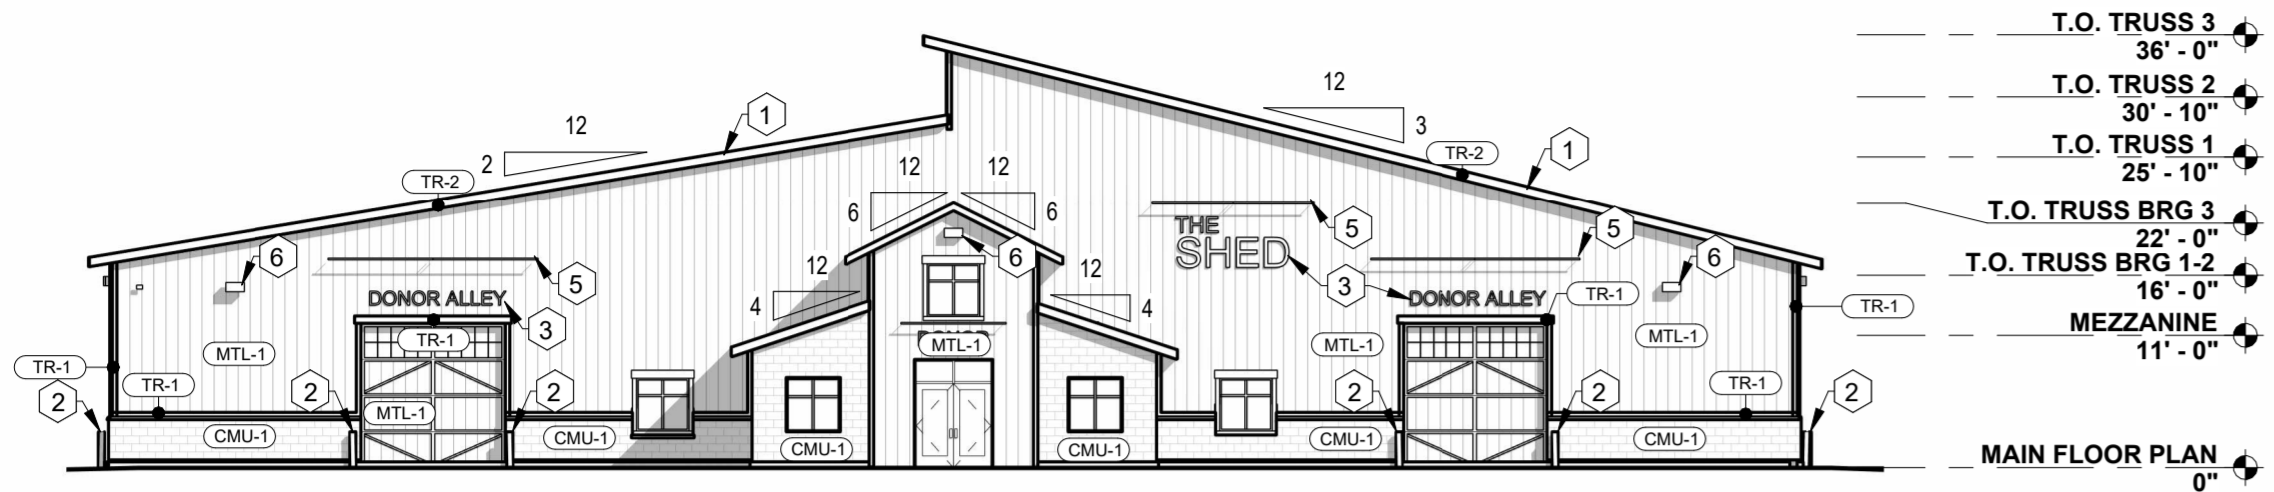 T.O. TRUSS 3
36' - 0"
T.O. TRUSS 2
30' - 10"
T.O. TRUSS 1
25' - 10"
T.O. TRUSS BRG 3
22' - 0"
T.O. TRUSS BRG 1-2
16' - 0"
MEZZANINE
11' - 0"
MAIN FLOOR PLAN
0"
12
3
1
12
2
1
TR-2
TR-2
12
12
6
6
THE
SHED
5
5
6
6
6
5
12
12
4
4
3
DONOR ALLEY
DONOR ALLEY
3
TR-1
TR-1
TR-1
MTL-1
MTL-1
MTL-1
MTL-1
TR-1
TR-1
TR-1
2
2
2
2
2
2
MTL-1
CMU-1
CMU-1
CMU-1
CMU-1
CMU-1
CMU-1